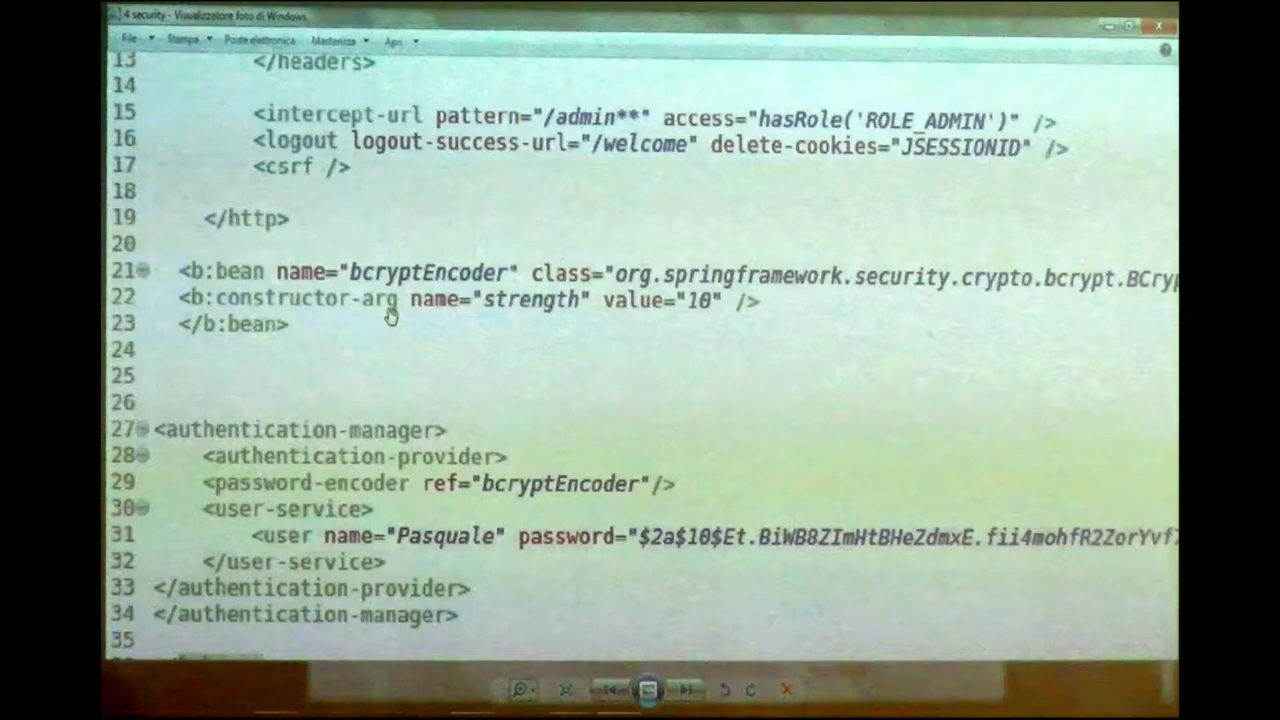 4 security - Visualizzatore foto di Windows
File Stampa Posta elettronica Masterizza Apri
13 </headers>
14
15 <intercept-url pattern="/admin**" access="hasRole('ROLE_ADMIN')" />
16 <logout logout-success-url="/welcome" delete-cookies="JSESSIONID" />
17 <csrf />
18
19 </http>
20
21 <b:bean name="bcryptEncoder" class="org.springframework.security.crypto.bcrypt.BCryp
22 <b:constructor-arg name="strength" value="10" />
23 </b:bean>
24
25
26
27 <authentication-manager>
28 <authentication-provider>
29 <password-encoder ref="bcryptEncoder"/>
30 <user-service>
31 <user name="Pasquale" password="$2a$10$Et.BiWB8ZImHtBHeZdmxE.fii4mohfR2ZorYvf7
32 </user-service>
33 </authentication-provider>
34 </authentication-manager>
35